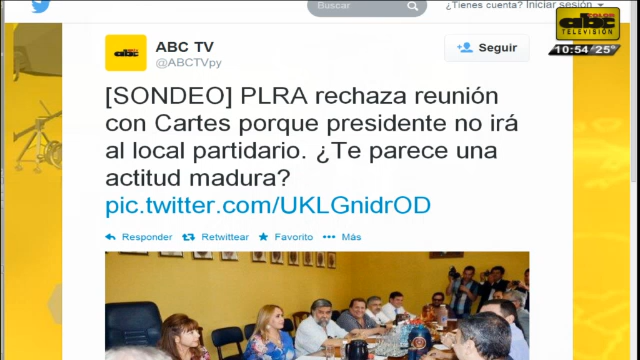 Buscar
¿Tienes cuenta? Iniciar sesión
COLOR
abc
TELEVISIÓN
10:54 25°
ABC TV
@ABCTVpy
Seguir
[SONDEO] PLRA rechaza reunión
con Cartes porque presidente no irá
al local partidario. ¿Te parece una
actitud madura?
pic.twitter.com/UKLGnidrOD
Responder Retwittear Favorito Más